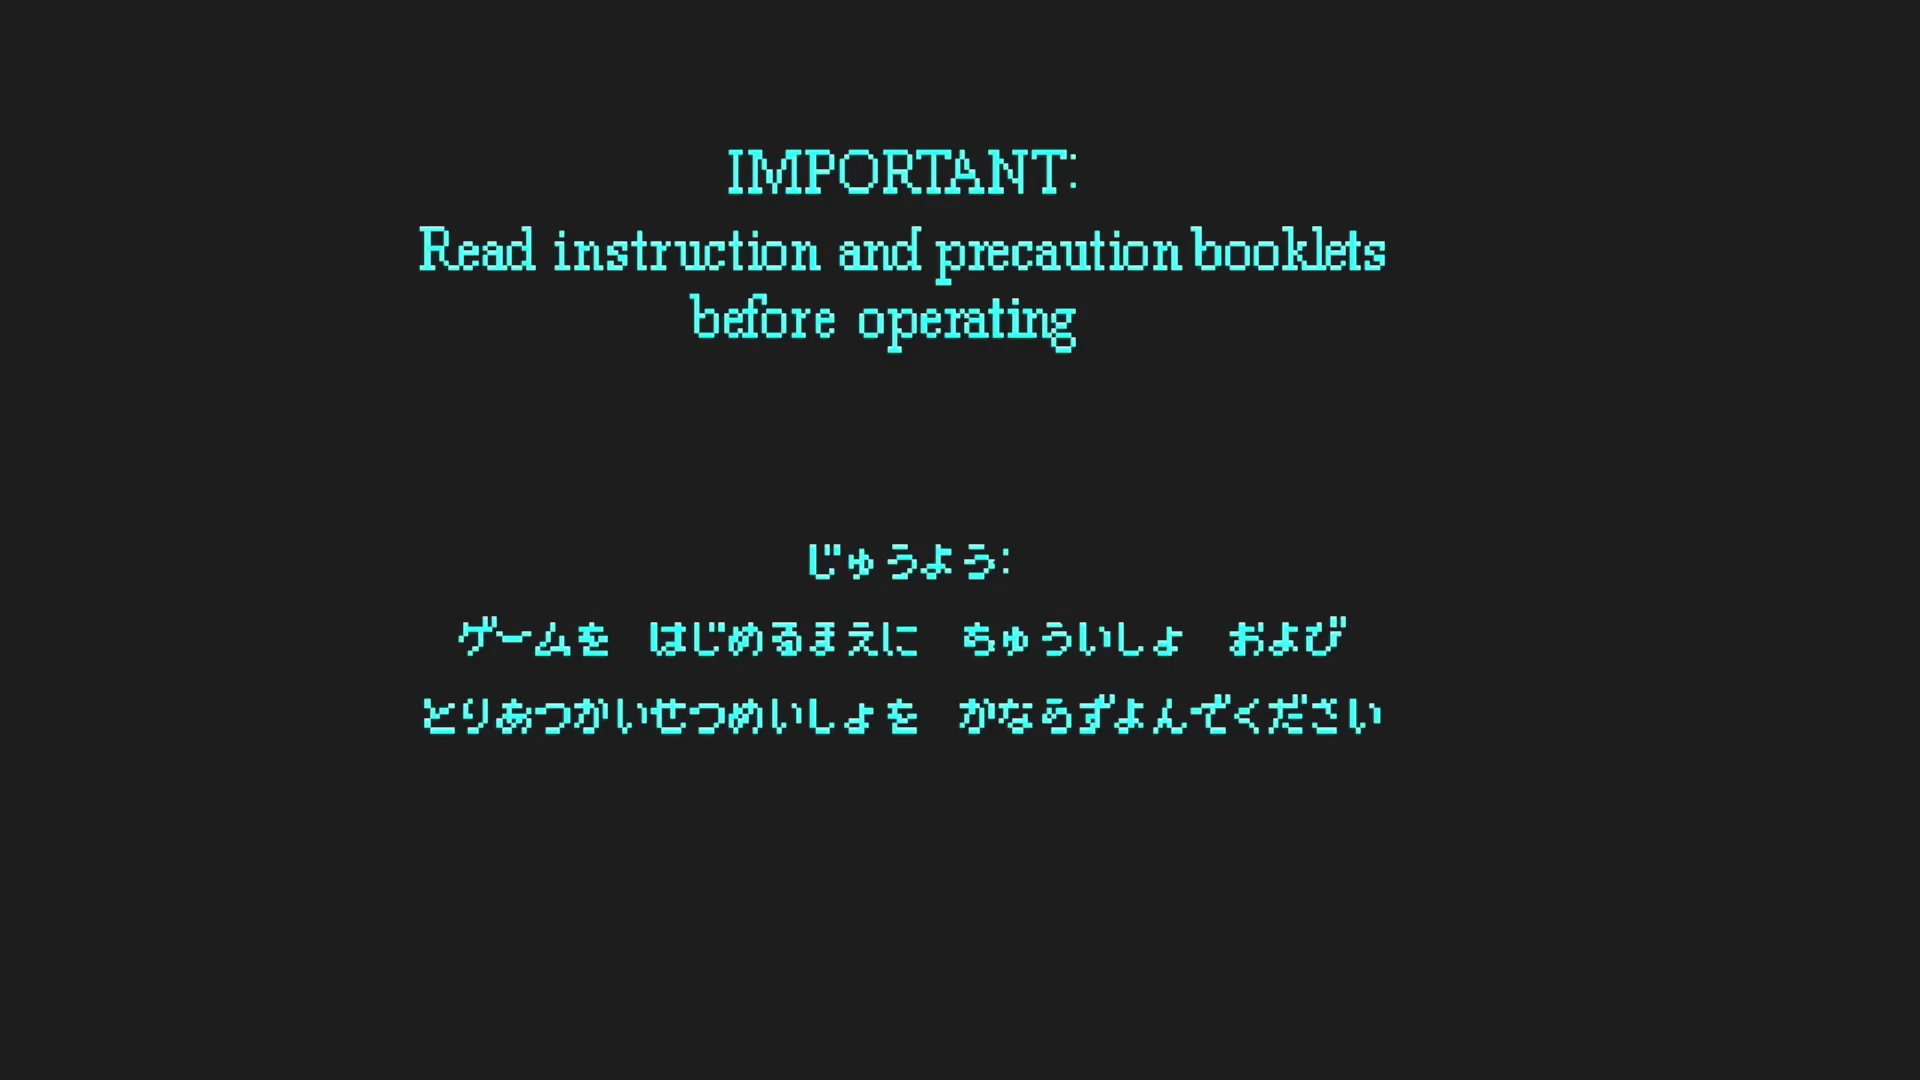 IMPORTANT:
Read instruction and precaution booklets
before operating
じゅうよう:
ゲームを はじめるまえに ちゅういしょ および
とりあつかいせつめいしょを かならずよんでください